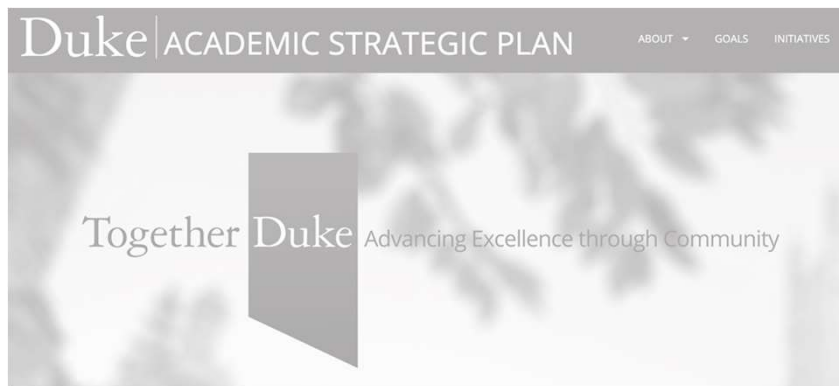 Duke ACADEMIC STRATEGIC PLAN ABOUT GOALS INITIATIVES
Together Duke Advancing Excellence through Community